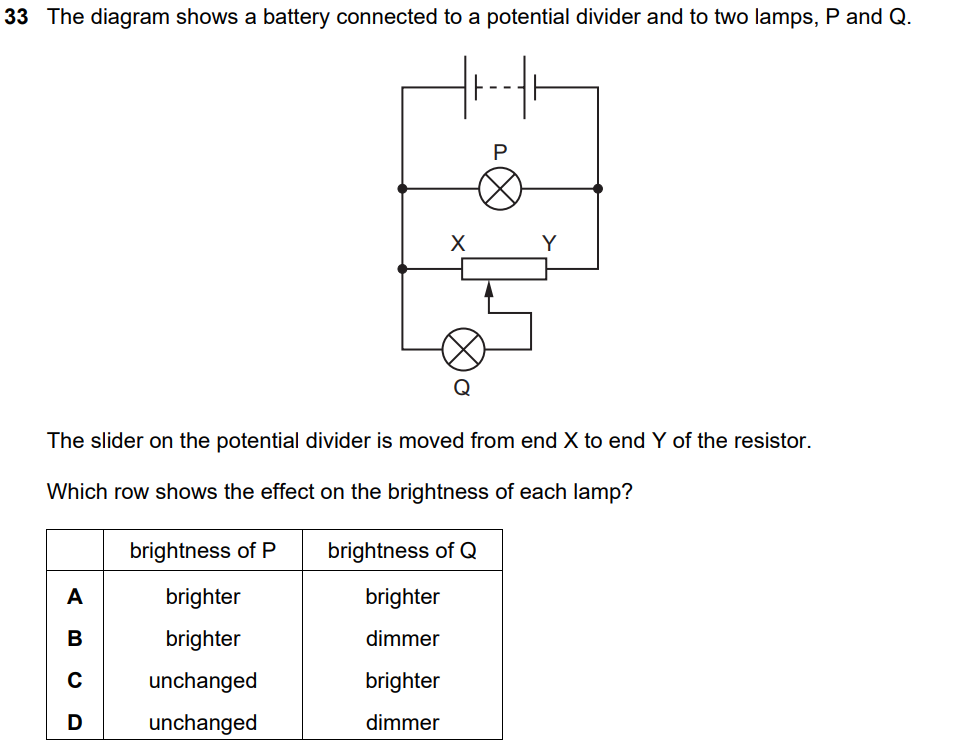 33 The diagram shows a battery connected to a potential divider and to two lamps, P and Q.
P
X Y
Q
The slider on the potential divider is moved from end X to end Y of the resistor.
Which row shows the effect on the brightness of each lamp?
brightness of P brightness of Q
A brighter brighter
B brighter dimmer
C unchanged brighter
D unchanged dimmer